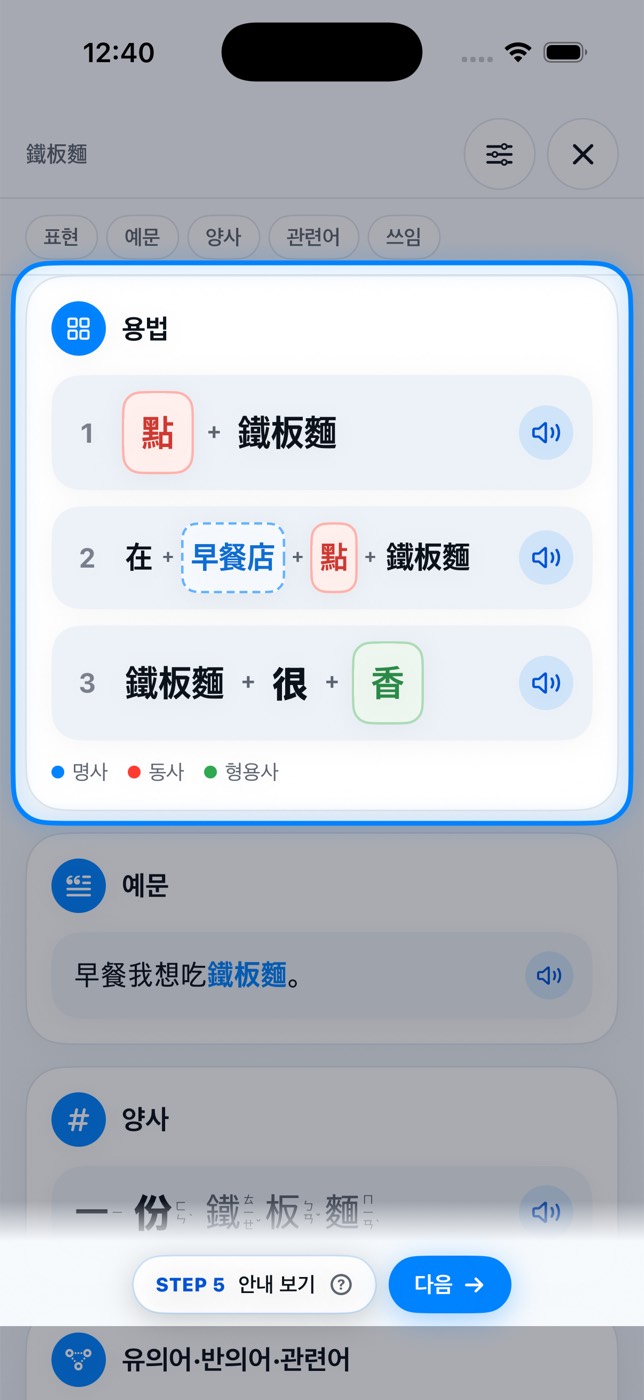 12:40
鐵板麵
표현 예문 양사 관련어 쓰임
용법
1 點 + 鐵板麵
2 在 + 早餐店 + 點 + 鐵板麵
3 鐵板麵 + 很 + 香
명사 동사 형용사
예문
早餐我想吃鐵板麵。
# 양사
一 份 鐵 板 麵
STEP 5 안내 보기 ?
다음 →
유의어·반의어·관련어